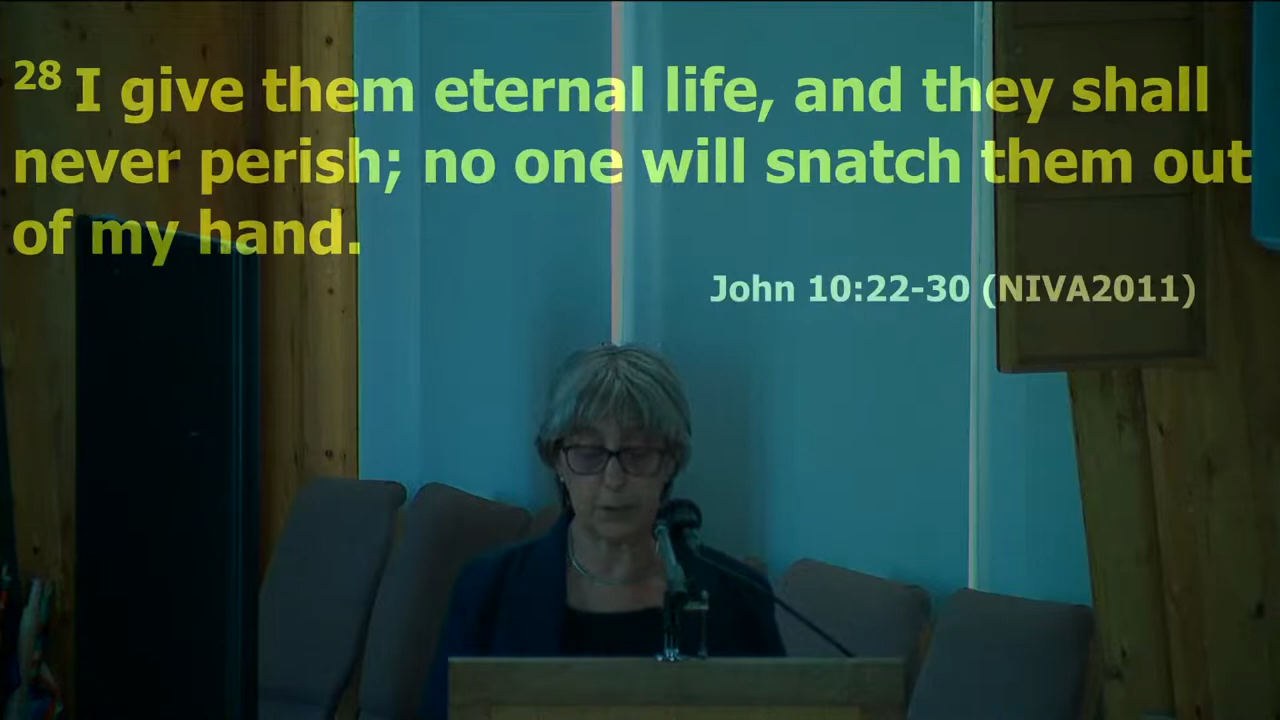 28 I give them eternal life, and they shall
never perish; no one will snatch them out
of my hand.
John 10:22-30 (NIVA2011)